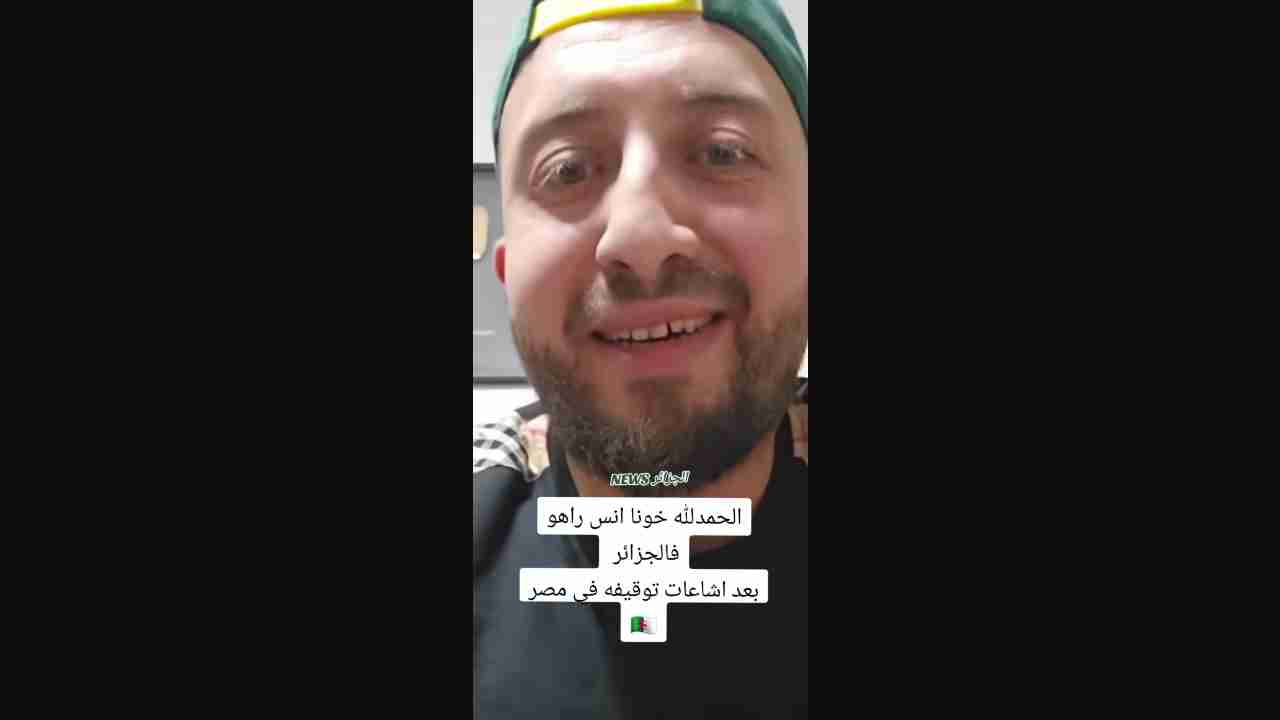 الجزائر NEWS
الحمدلله خونا انس راهو
فالجزائر
بعد اشاعات توقيفه في مصر
🇩🇿